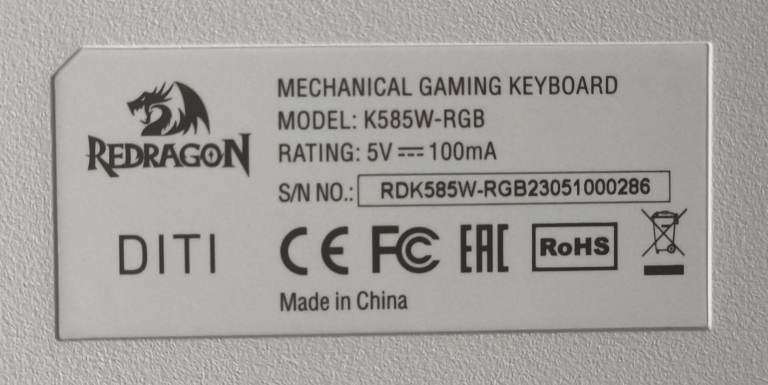 REDRAGON
DITI
MECHANICAL GAMING KEYBOARD
MODEL: K585W-RGB
RATING: 5V⎓100mA
S/N NO.: RDK585W-RGB23051000286
CE FC EAC RoHS
Made in China